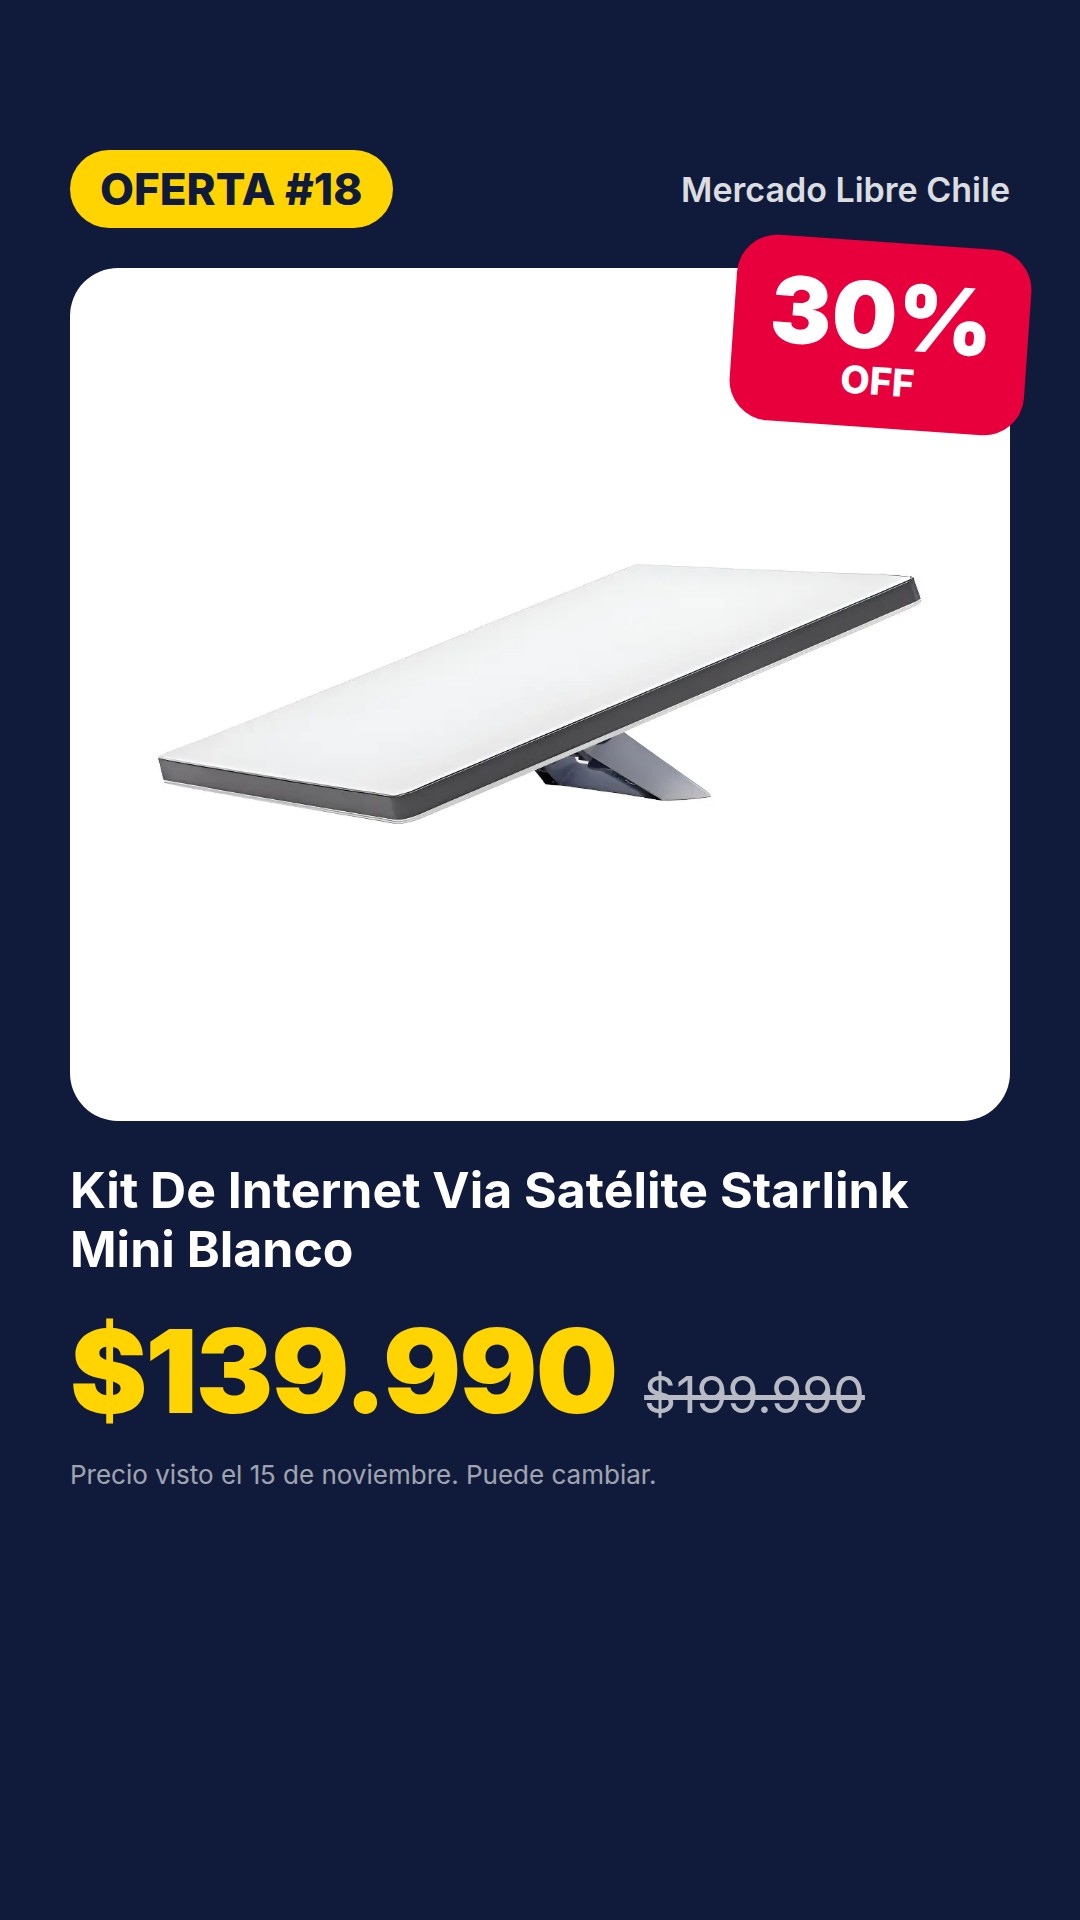 OFERTA #18
Mercado Libre Chile
30%
OFF
Kit De Internet Via Satélite Starlink
Mini Blanco
$139.990 $199.990
Precio visto el 15 de noviembre. Puede cambiar.